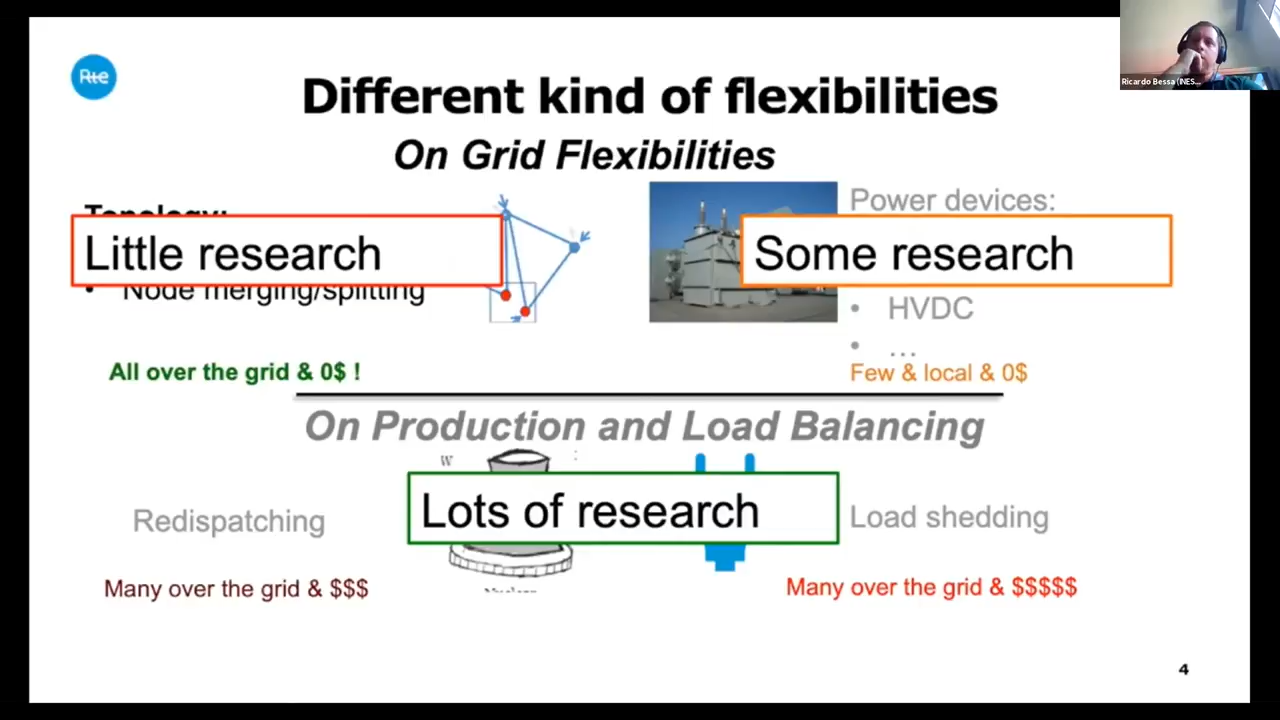 Rte
Different kind of flexibilities
On Grid Flexibilities
Topology:
Little research
• Node merging/splitting
All over the grid & 0$ !
Power devices:
Some research
• HVDC
• ...
Few & local & 0$
On Production and Load Balancing
W
Redispatching
Lots of research
Load shedding
Many over the grid & $$$
Nuclear
Many over the grid & $$$$$
4
Ricardo Bessa (INES...